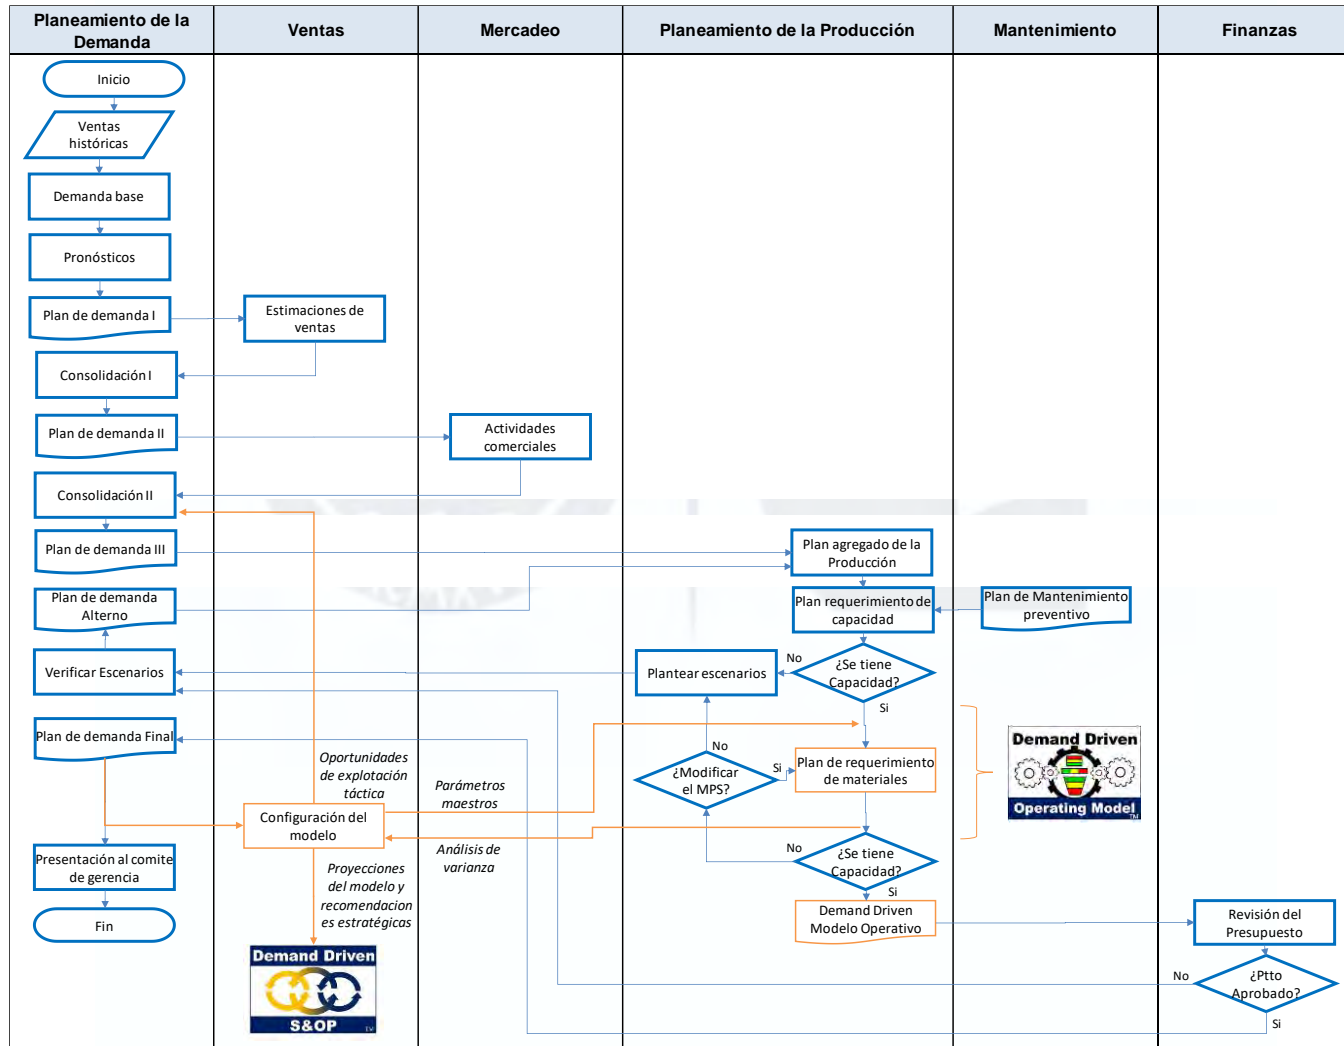 Planeamiento de la
Demanda
Ventas
Mercadeo
Planeamiento de la Producción
Mantenimiento
Finanzas
Inicio
Ventas
históricas
Demanda base
Pronósticos
Plan de demanda I
Estimaciones de
ventas
Consolidación I
Plan de demanda II
Actividades
comerciales
Consolidación II
Plan de demanda III
Plan agregado de la
Producción
Plan de demanda
Alterno
Plan requerimiento de
capacidad
Plan de Mantenimiento
preventivo
Verificar Escenarios
Plantear escenarios
No
¿Se tiene
Capacidad?
Si
Plan de demanda Final
Oportunidades
de explotación
táctica
Parámetros
maestros
No
¿Modificar
el MPS?
Si
Plan de requerimiento
de materiales
Demand Driven
Operating Model
TM
Configuración del
modelo
Análisis de
varianza
No
¿Se tiene
Capacidad?
Si
Presentación al comite
de gerencia
Proyecciones
del modelo y
recomendacion
es estratégicas
Fin
Demand Driven
Modelo Operativo
Revisión del
Presupuesto
Demand Driven
S&OP
TM
No
¿Ptto
Aprobado?
Si